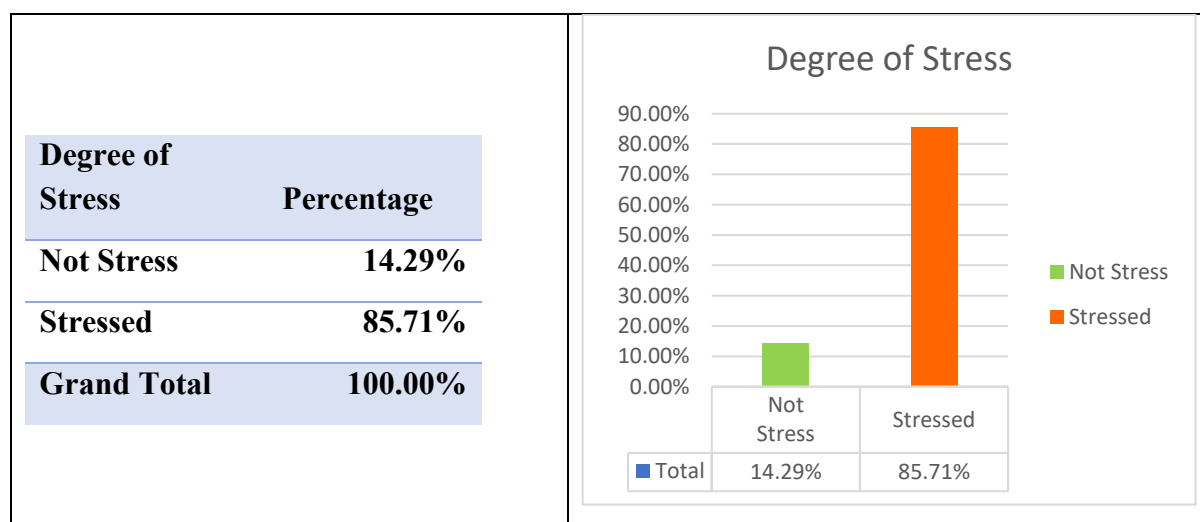 Degree of
Stress Percentage
Not Stress 14.29%
Stressed 85.71%
Grand Total 100.00%
Degree of Stress
90.00%
80.00%
70.00%
60.00%
50.00%
40.00%
30.00%
20.00%
10.00%
0.00%
Not
Stress
Stressed
Total 14.29% 85.71%
Not Stress
Stressed